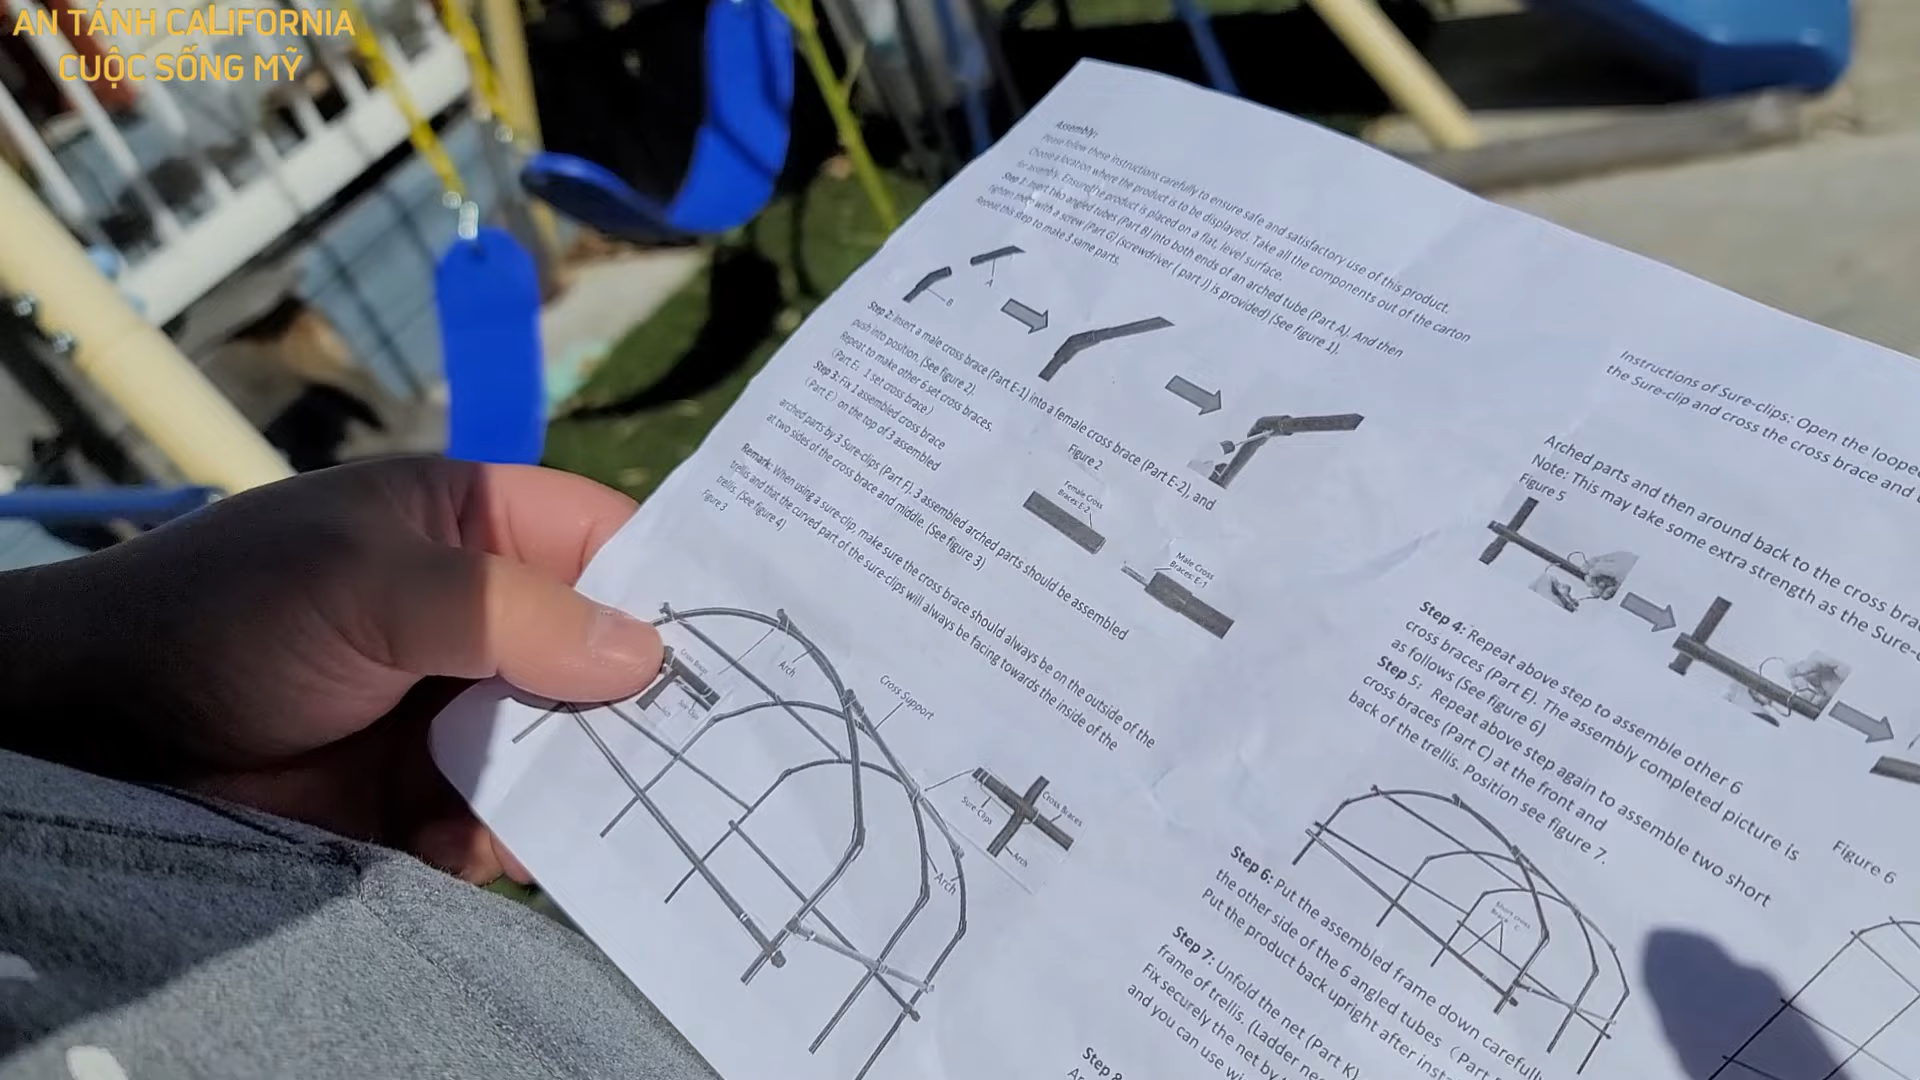 AN TÁNH CALIFORNIA
CUỘC SỐNG MỸ
Assembly:
Please follow these instructions carefully to ensure safe and satisfactory use of this product.
Choose a location where the product is to be displayed. Take all the components out of the carton
for assembly. Ensure the product is placed on a flat, level surface.
Step 1: Insert two angled tubes (Part B) into both ends of an arched tube (Part A). And then
tighten them with a screw (Part G) (screwdriver ( part J) is provided) (See figure 1).
Repeat this step to make 3 same parts.
A
B
Step 2: Insert a male cross brace (Part E-1) into a female cross brace (Part E-2), and
push into position. (See figure 2).
Repeat to make other 6 set cross braces.
(Part E: 1 set cross brace)
Figure 2
Female Cross
Braces: E-2
Male Cross
Braces: E-1
Step 3: Fix 1 assembled cross brace
(Part E) on the top of 3 assembled
arched parts by 3 Sure-clips (Part F). 3 assembled arched parts should be assembled
at two sides of the cross brace and middle. (See figure 3)
Remark: When using a sure-clip, make sure the cross brace should always be on the outside of the
trellis and that the curved part of the sure-clips will always be facing towards the inside of the
trellis. (See figure 4)
Figure 3
Arch
Cross Support
Sure-Clips
Cross Braces
Arch
Arch
Instructions of Sure-clips: Open the
the Sure-clip and cross the cross brace and
Arched parts and then around back to the cross
Note: This may take some extra strength as the
Figure 5
Step 4: Repeat above step to assemble other 6
cross braces (Part E). The assembly completed picture is
as follows (See figure 6)
Step 5: Repeat above step again to assemble two short
cross braces (Part C) at the front and
back of the trellis. Position see figure 7.
Figure 6
Short cross
Brace C
Step 6: Put the assembled frame down
the other side of the 6 angled tubes
Put the product back upright after
Step 7: Unfold the net (Part K)
frame of trellis. (Ladder
Fix securely the net by
and you can use
Step 8